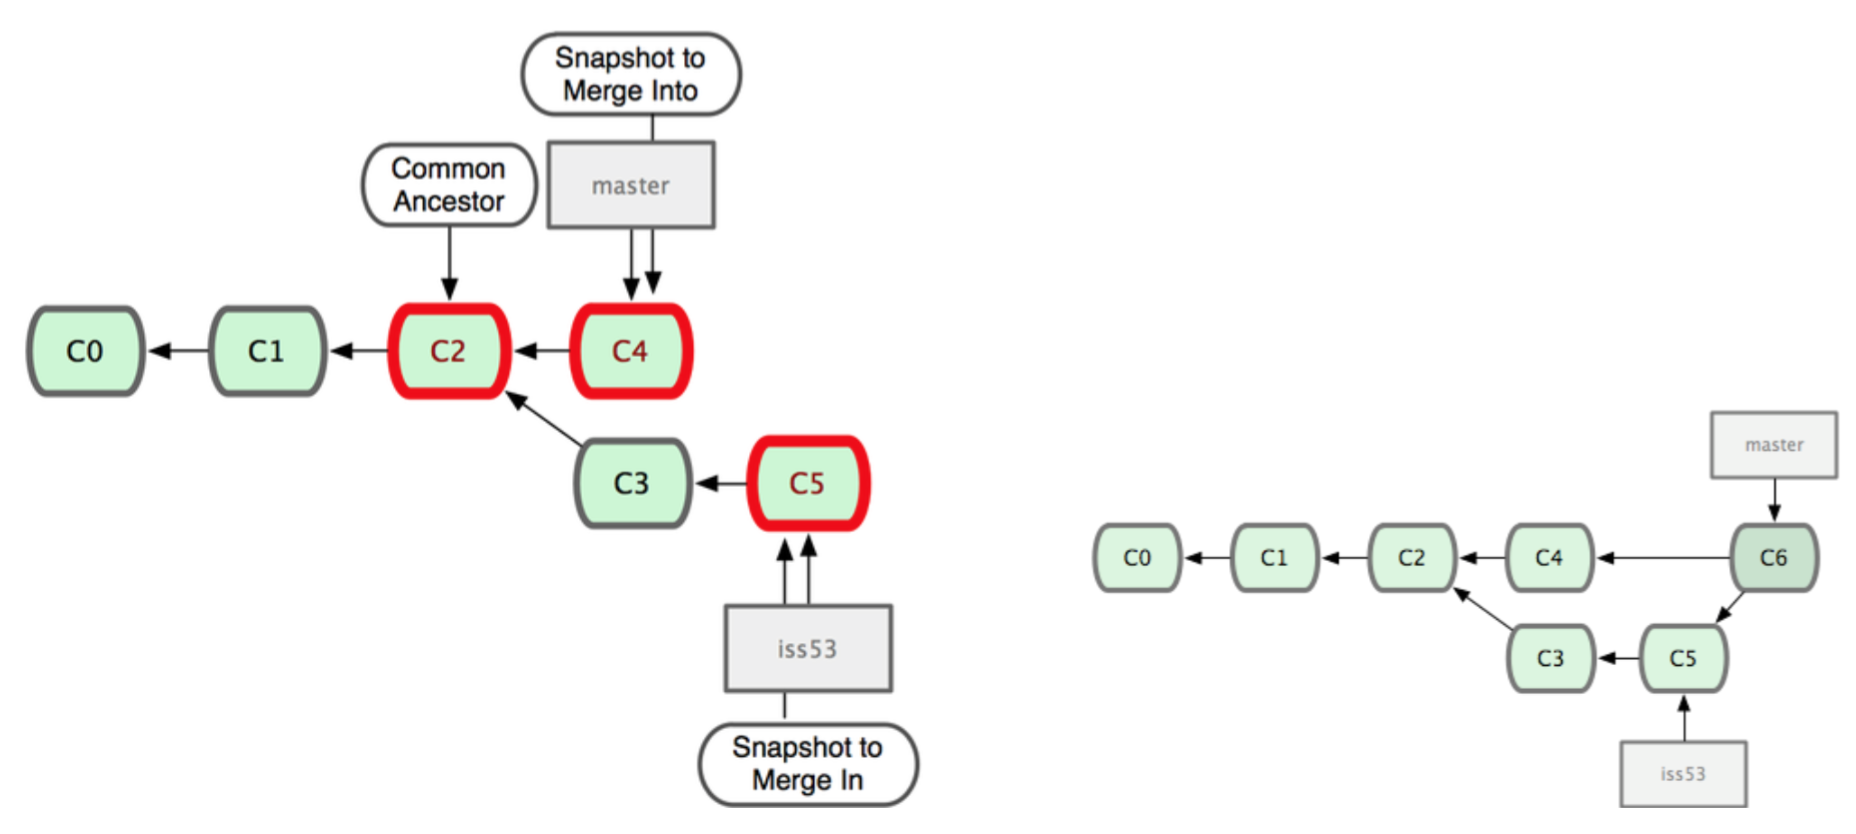 Snapshot to
Merge Into
Common
Ancestor
master
C0
C1
C2
C4
C3
C5
iss53
Snapshot to
Merge In
master
C0
C1
C2
C4
C6
C3
C5
iss53